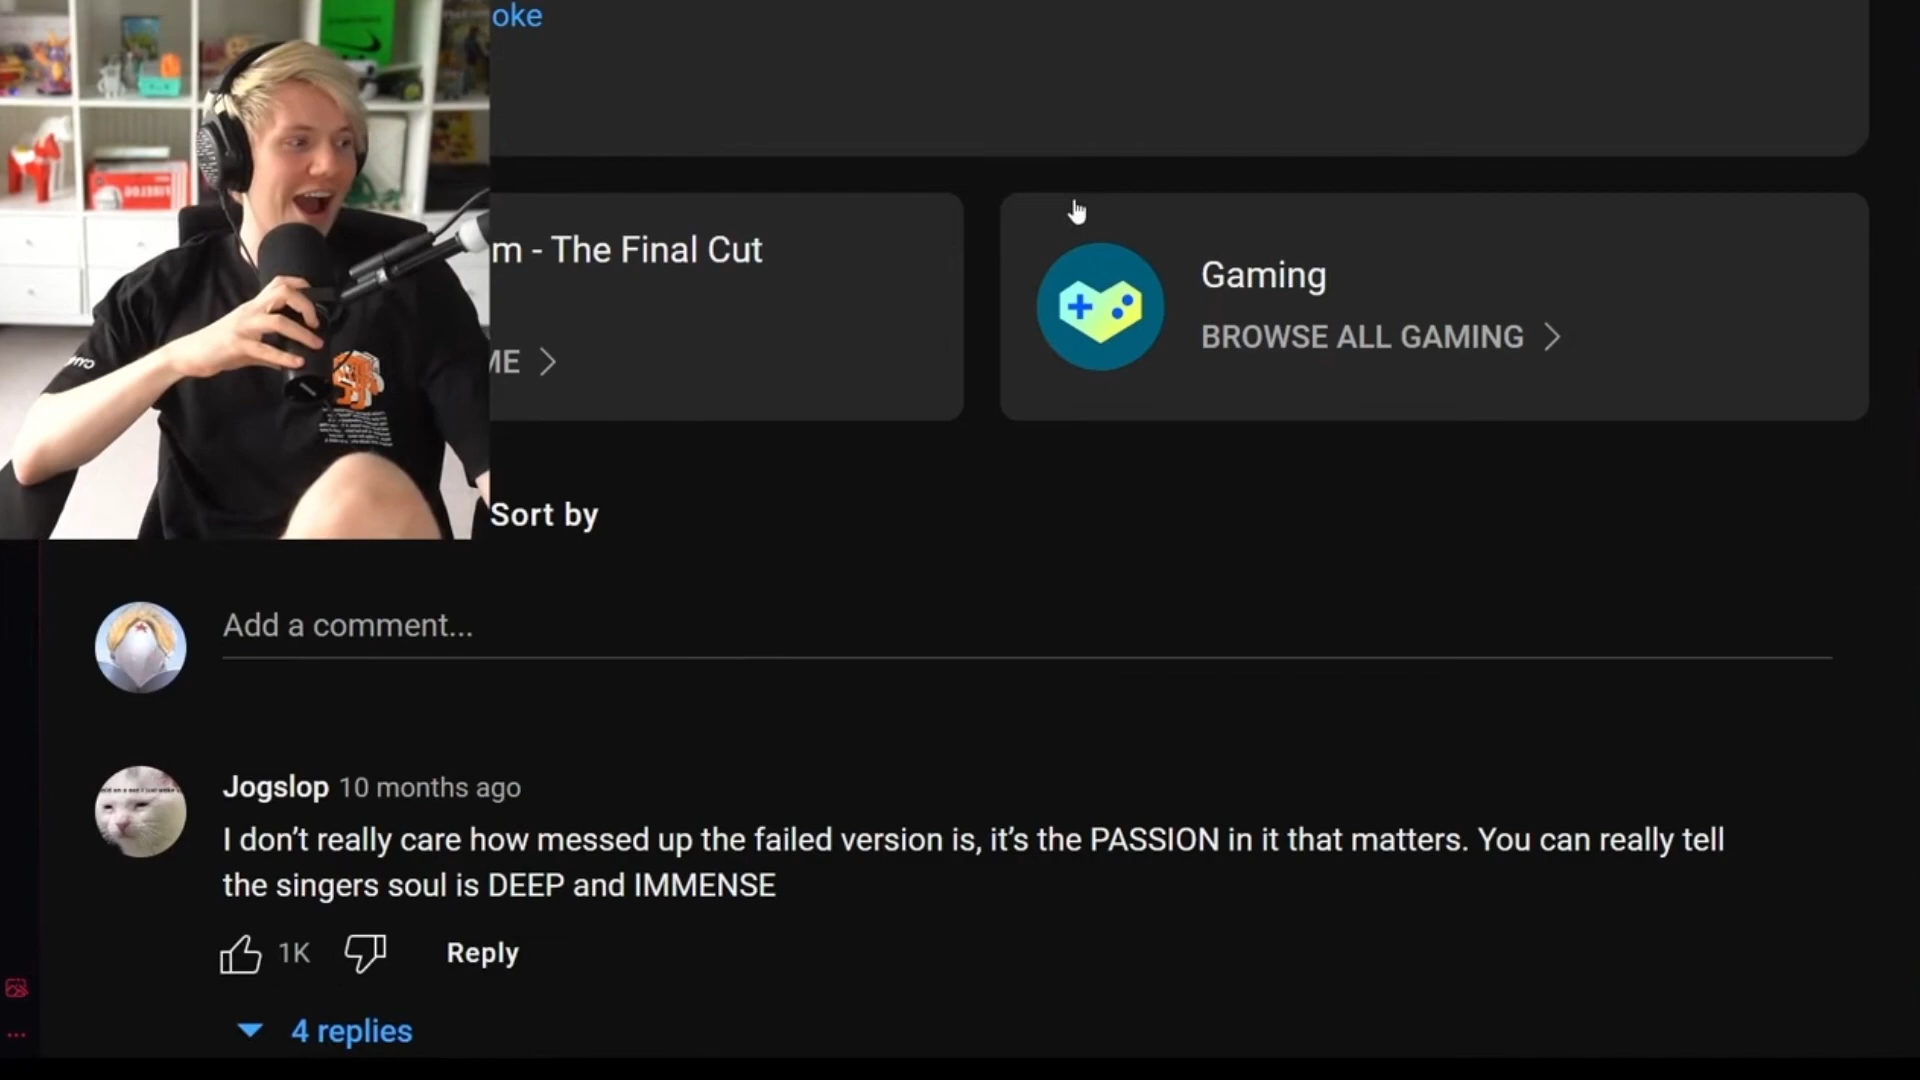 oke
m - The Final Cut
ME
Gaming
BROWSE ALL GAMING
Sort by
Add a comment...
Jogslop 10 months ago
I don’t really care how messed up the failed version is, it’s the PASSION in it that matters. You can really tell
the singers soul is DEEP and IMMENSE
1K Reply
4 replies